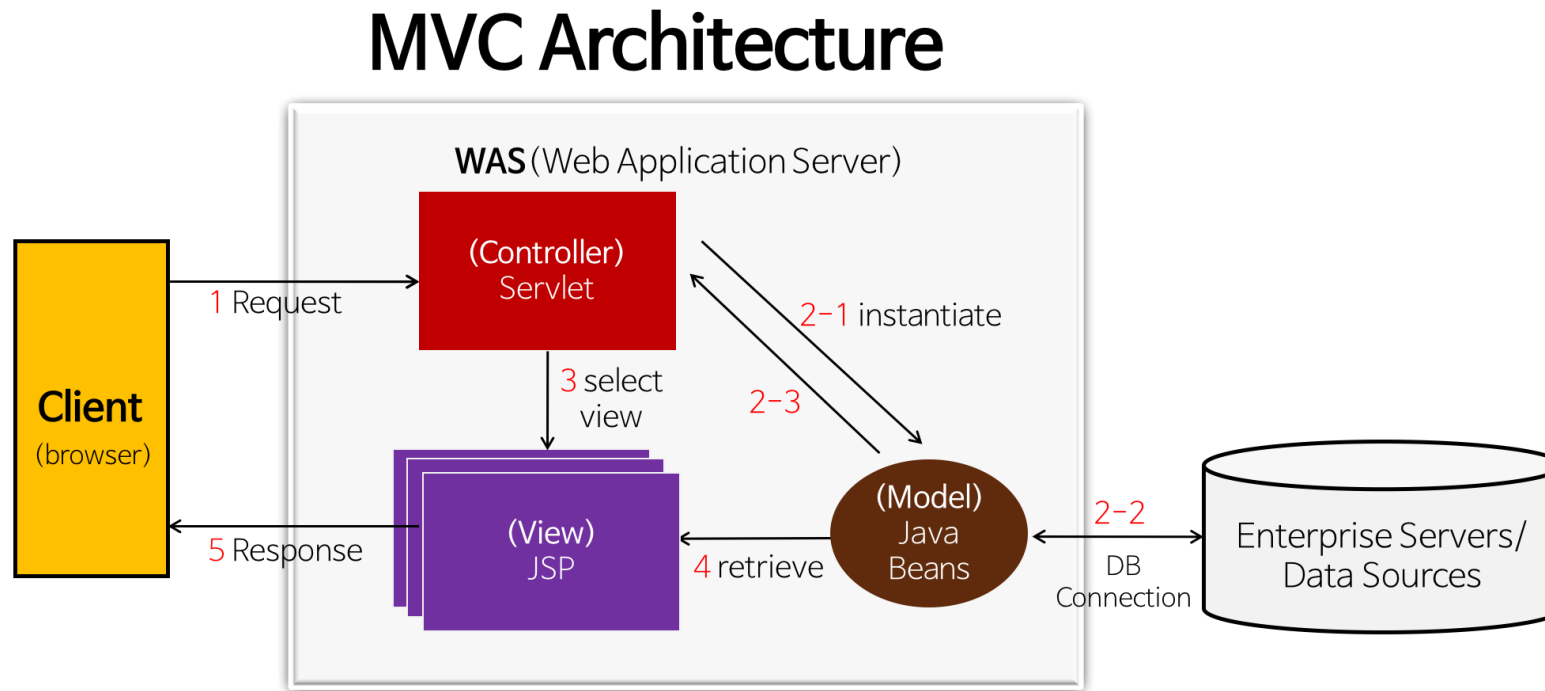 MVC Architecture
WAS(Web Application Server)
(Controller)
Servlet
1 Request
2-1 instantiate
3 select
view
2-3
Client
(browser)
(View)
JSP
(Model)
Java
Beans
2-2
DB
Connection
Enterprise Servers/
Data Sources
5 Response
4 retrieve